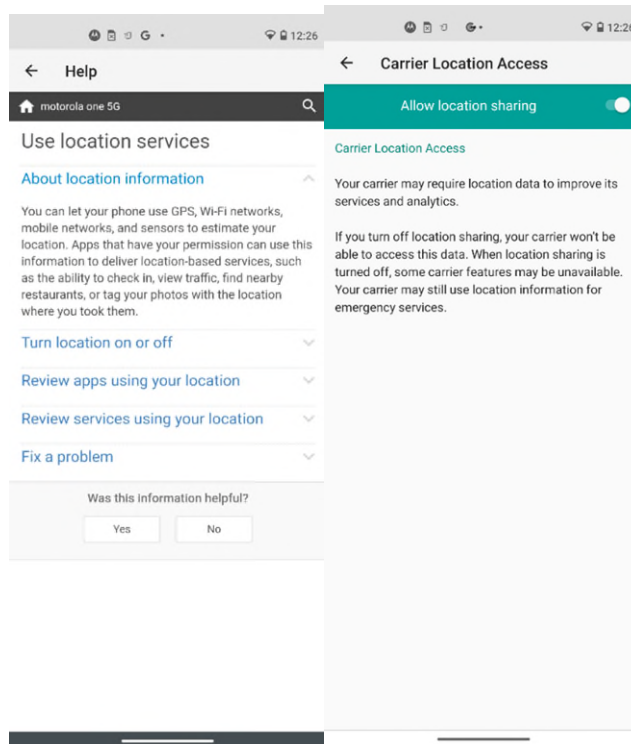 G 12:26
Help
motorola one 5G
Use location services
About location information
You can let your phone use GPS, Wi-Fi networks,
mobile networks, and sensors to estimate your
location. Apps that have your permission can use this
information to deliver location-based services, such
as the ability to check in, view traffic, find nearby
restaurants, or tag your photos with the location
where you took them.
Turn location on or off
Review apps using your location
Review services using your location
Fix a problem
Was this information helpful?
Yes No
G 12:26
Carrier Location Access
Allow location sharing
Carrier Location Access
Your carrier may require location data to improve its
services and analytics.
If you turn off location sharing, your carrier won't be
able to access this data. When location sharing is
turned off, some carrier features may be unavailable.
Your carrier may still use location information for
emergency services.